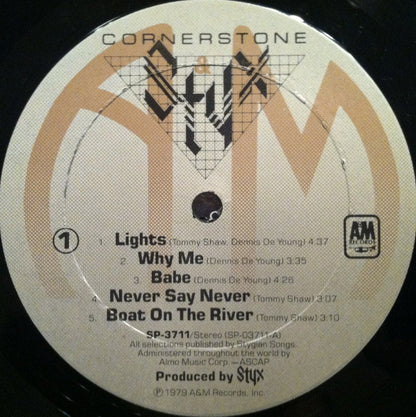 CORNERSTONE
STYX
A&M
1
A&M
RECORDS
1. Lights (Tommy Shaw, Dennis De Young) 4:37
2. Why Me (Dennis De Young) 3:35
3. Babe (Dennis De Young) 4:26
4. Never Say Never (Tommy Shaw) 3:07
5. Boat On The River (Tommy Shaw) 3:10
SP-3711/Stereo (SP-03711-A)
All selections published by Stygian Songs.
Administered throughout the world by
Almo Music Corp. — ASCAP
Produced by Styx
℗ 1979 A&M Records, Inc.